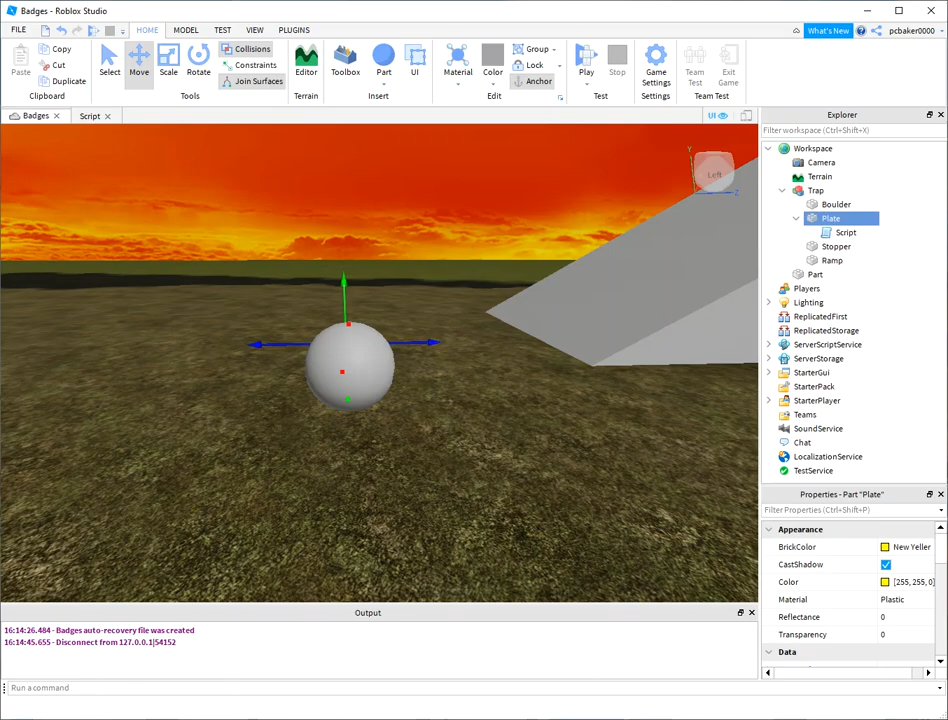 Badges - Roblox Studio
FILE HOME MODEL TEST VIEW PLUGINS What's New pcbaker0000
Paste Copy Cut Duplicate Clipboard
Select Move Scale Rotate Collisions Constraints Join Surfaces Tools
Editor Terrain
Toolbox Part UI Insert
Material Color Group Lock Anchor Edit
Play Stop Test
Game Settings Settings
Team Test Exit Game Team Test
Badges Script UI
Y Left Z
Explorer
Filter workspace (Ctrl+Shift+X)
Workspace
Camera
Terrain
Trap
Boulder
Plate
Script
Stopper
Ramp
Part
Players
Lighting
ReplicatedFirst
ReplicatedStorage
ServerScriptService
ServerStorage
StarterGui
StarterPack
StarterPlayer
Teams
SoundService
Chat
LocalizationService
TestService
Properties - Part "Plate"
Filter Properties (Ctrl+Shift+P)
Appearance
BrickColor New Yeller
CastShadow
Color [255, 255, 0]
Material Plastic
Reflectance 0
Transparency 0
Data
Output
16:14:26.484 - Badges auto-recovery file was created
16:14:45.655 - Disconnect from 127.0.0.1|54152
Run a command